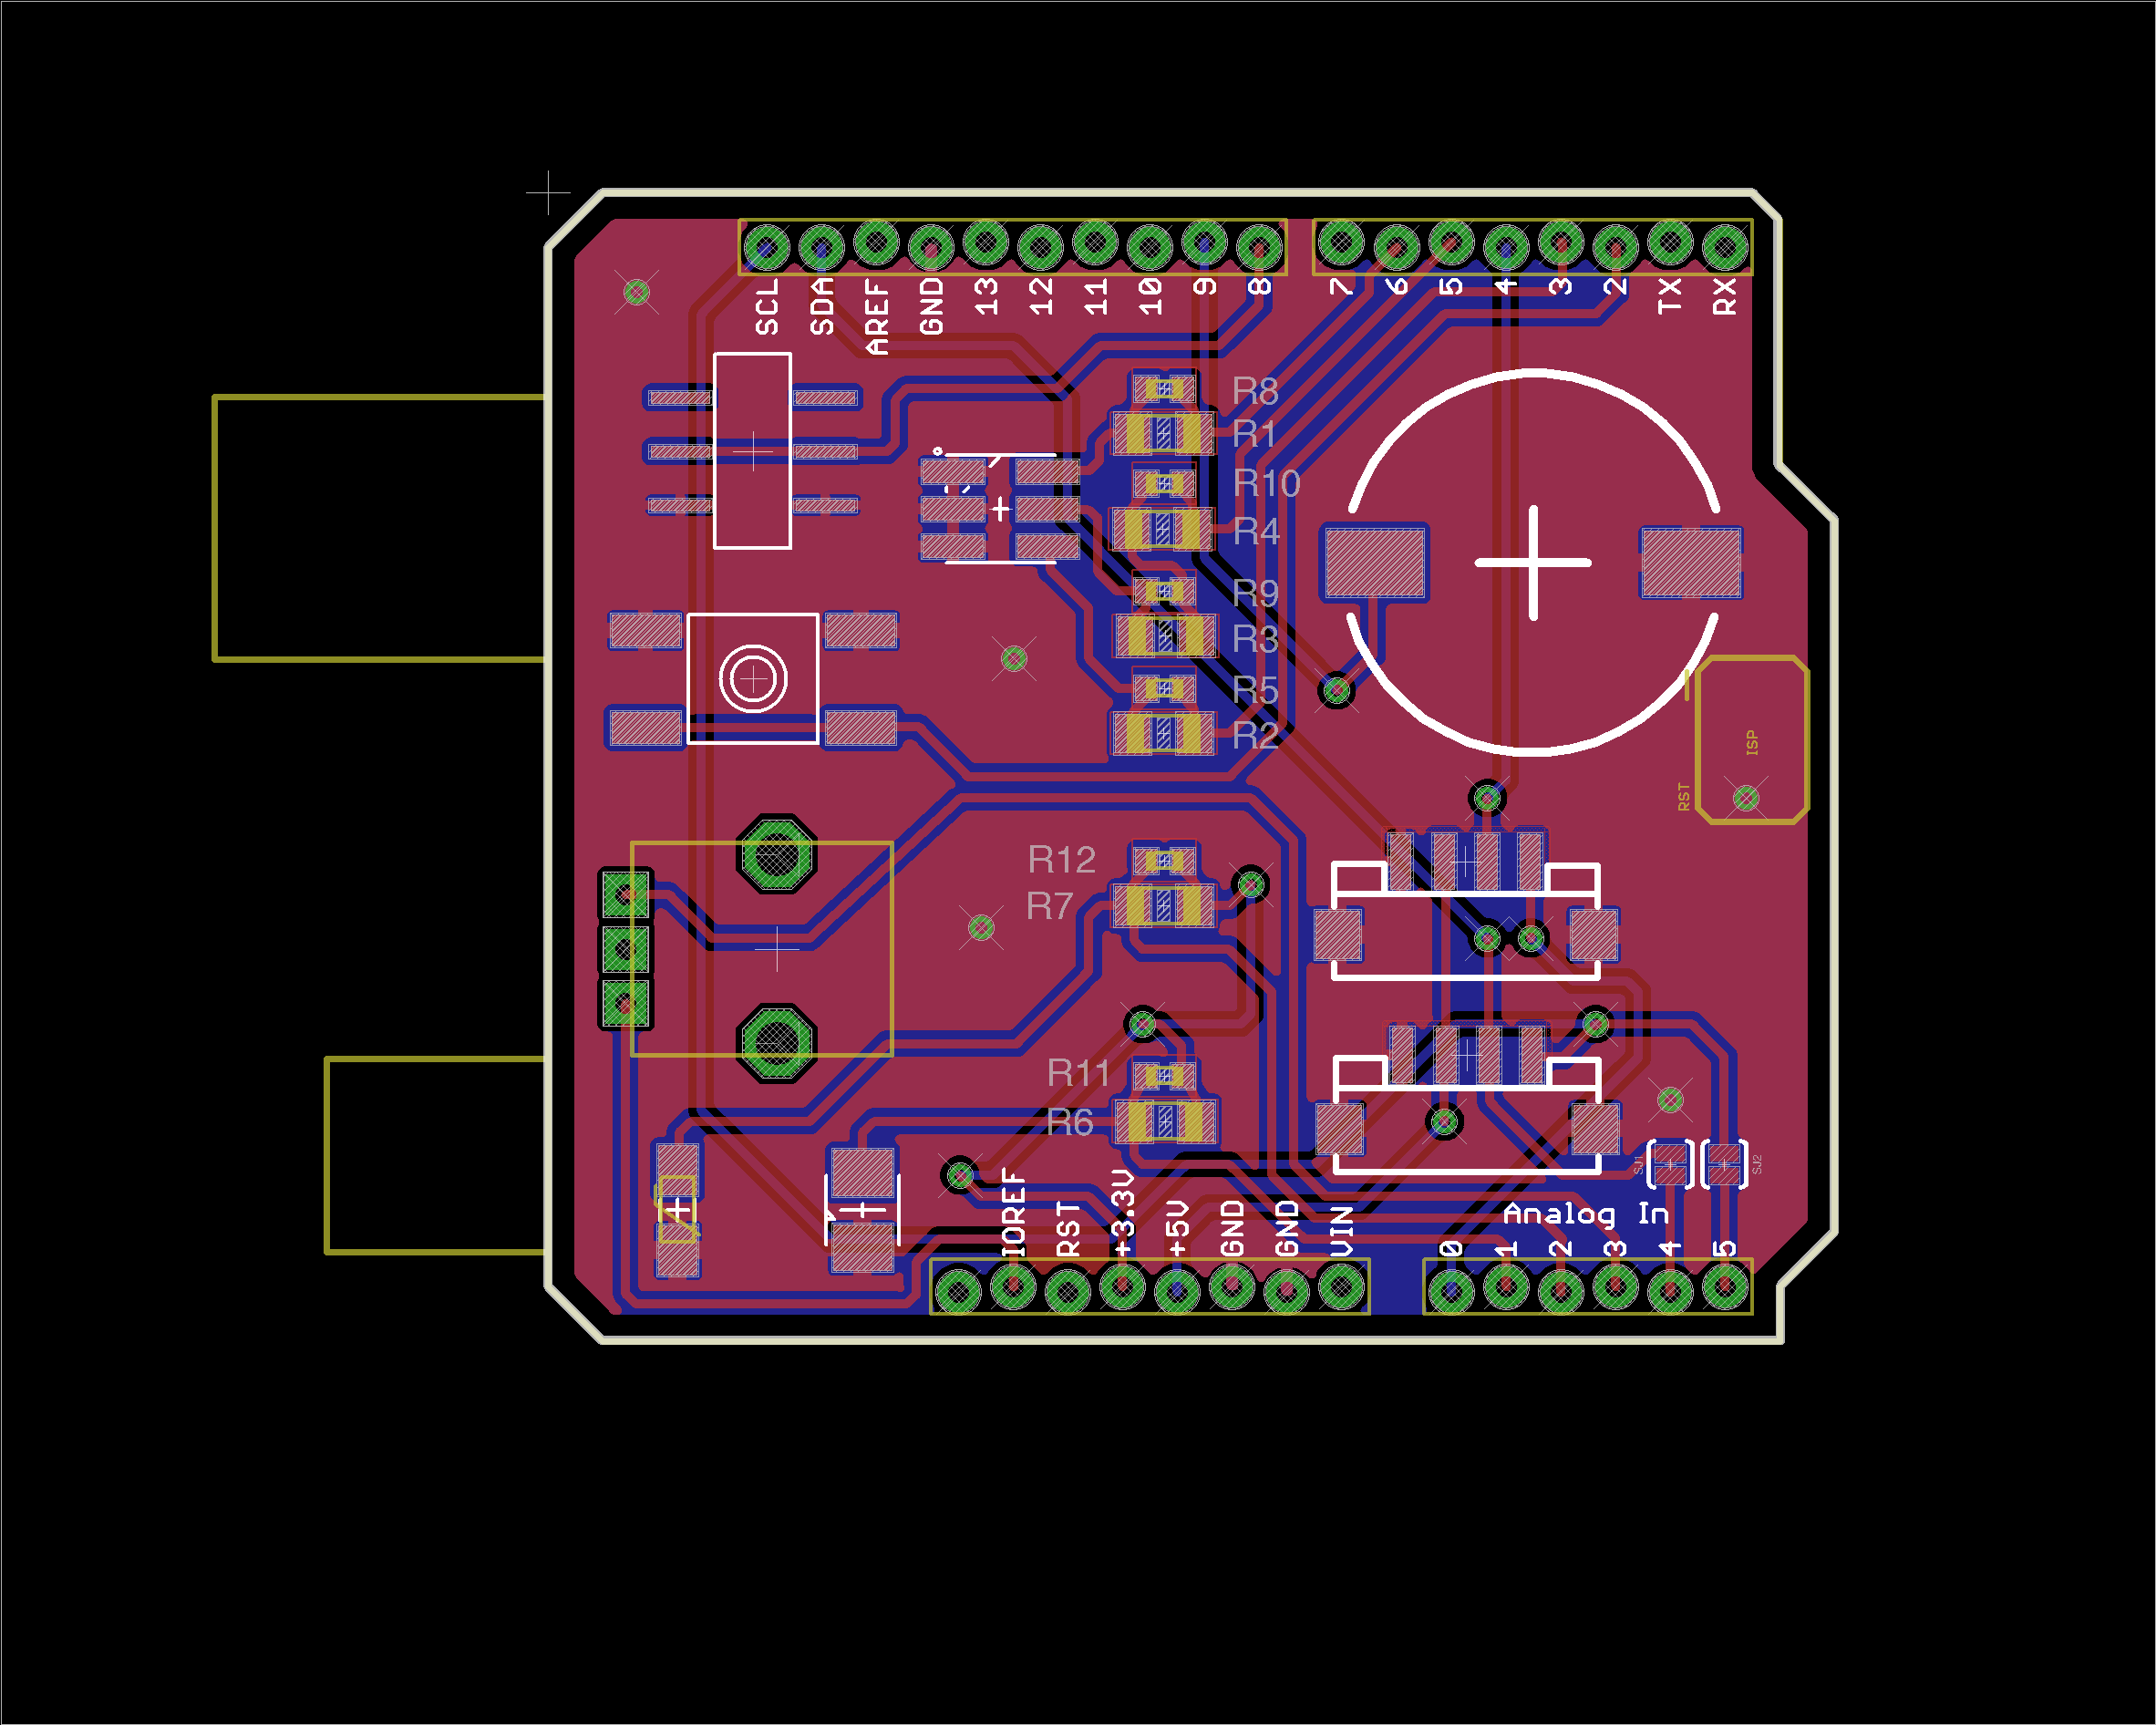 SCL
SDA
AREF
GND
13
12
11
10
9
8
7
6
5
4
3
2
TX
RX
R8
R1
R10
R4
R9
R3
R5
R2
ISP
RST
R12
R7
R11
R6
SJ1
SJ2
IOREF
RST
+3.3V
+5V
GND
GND
VIN
Analog In
0
1
2
3
4
5